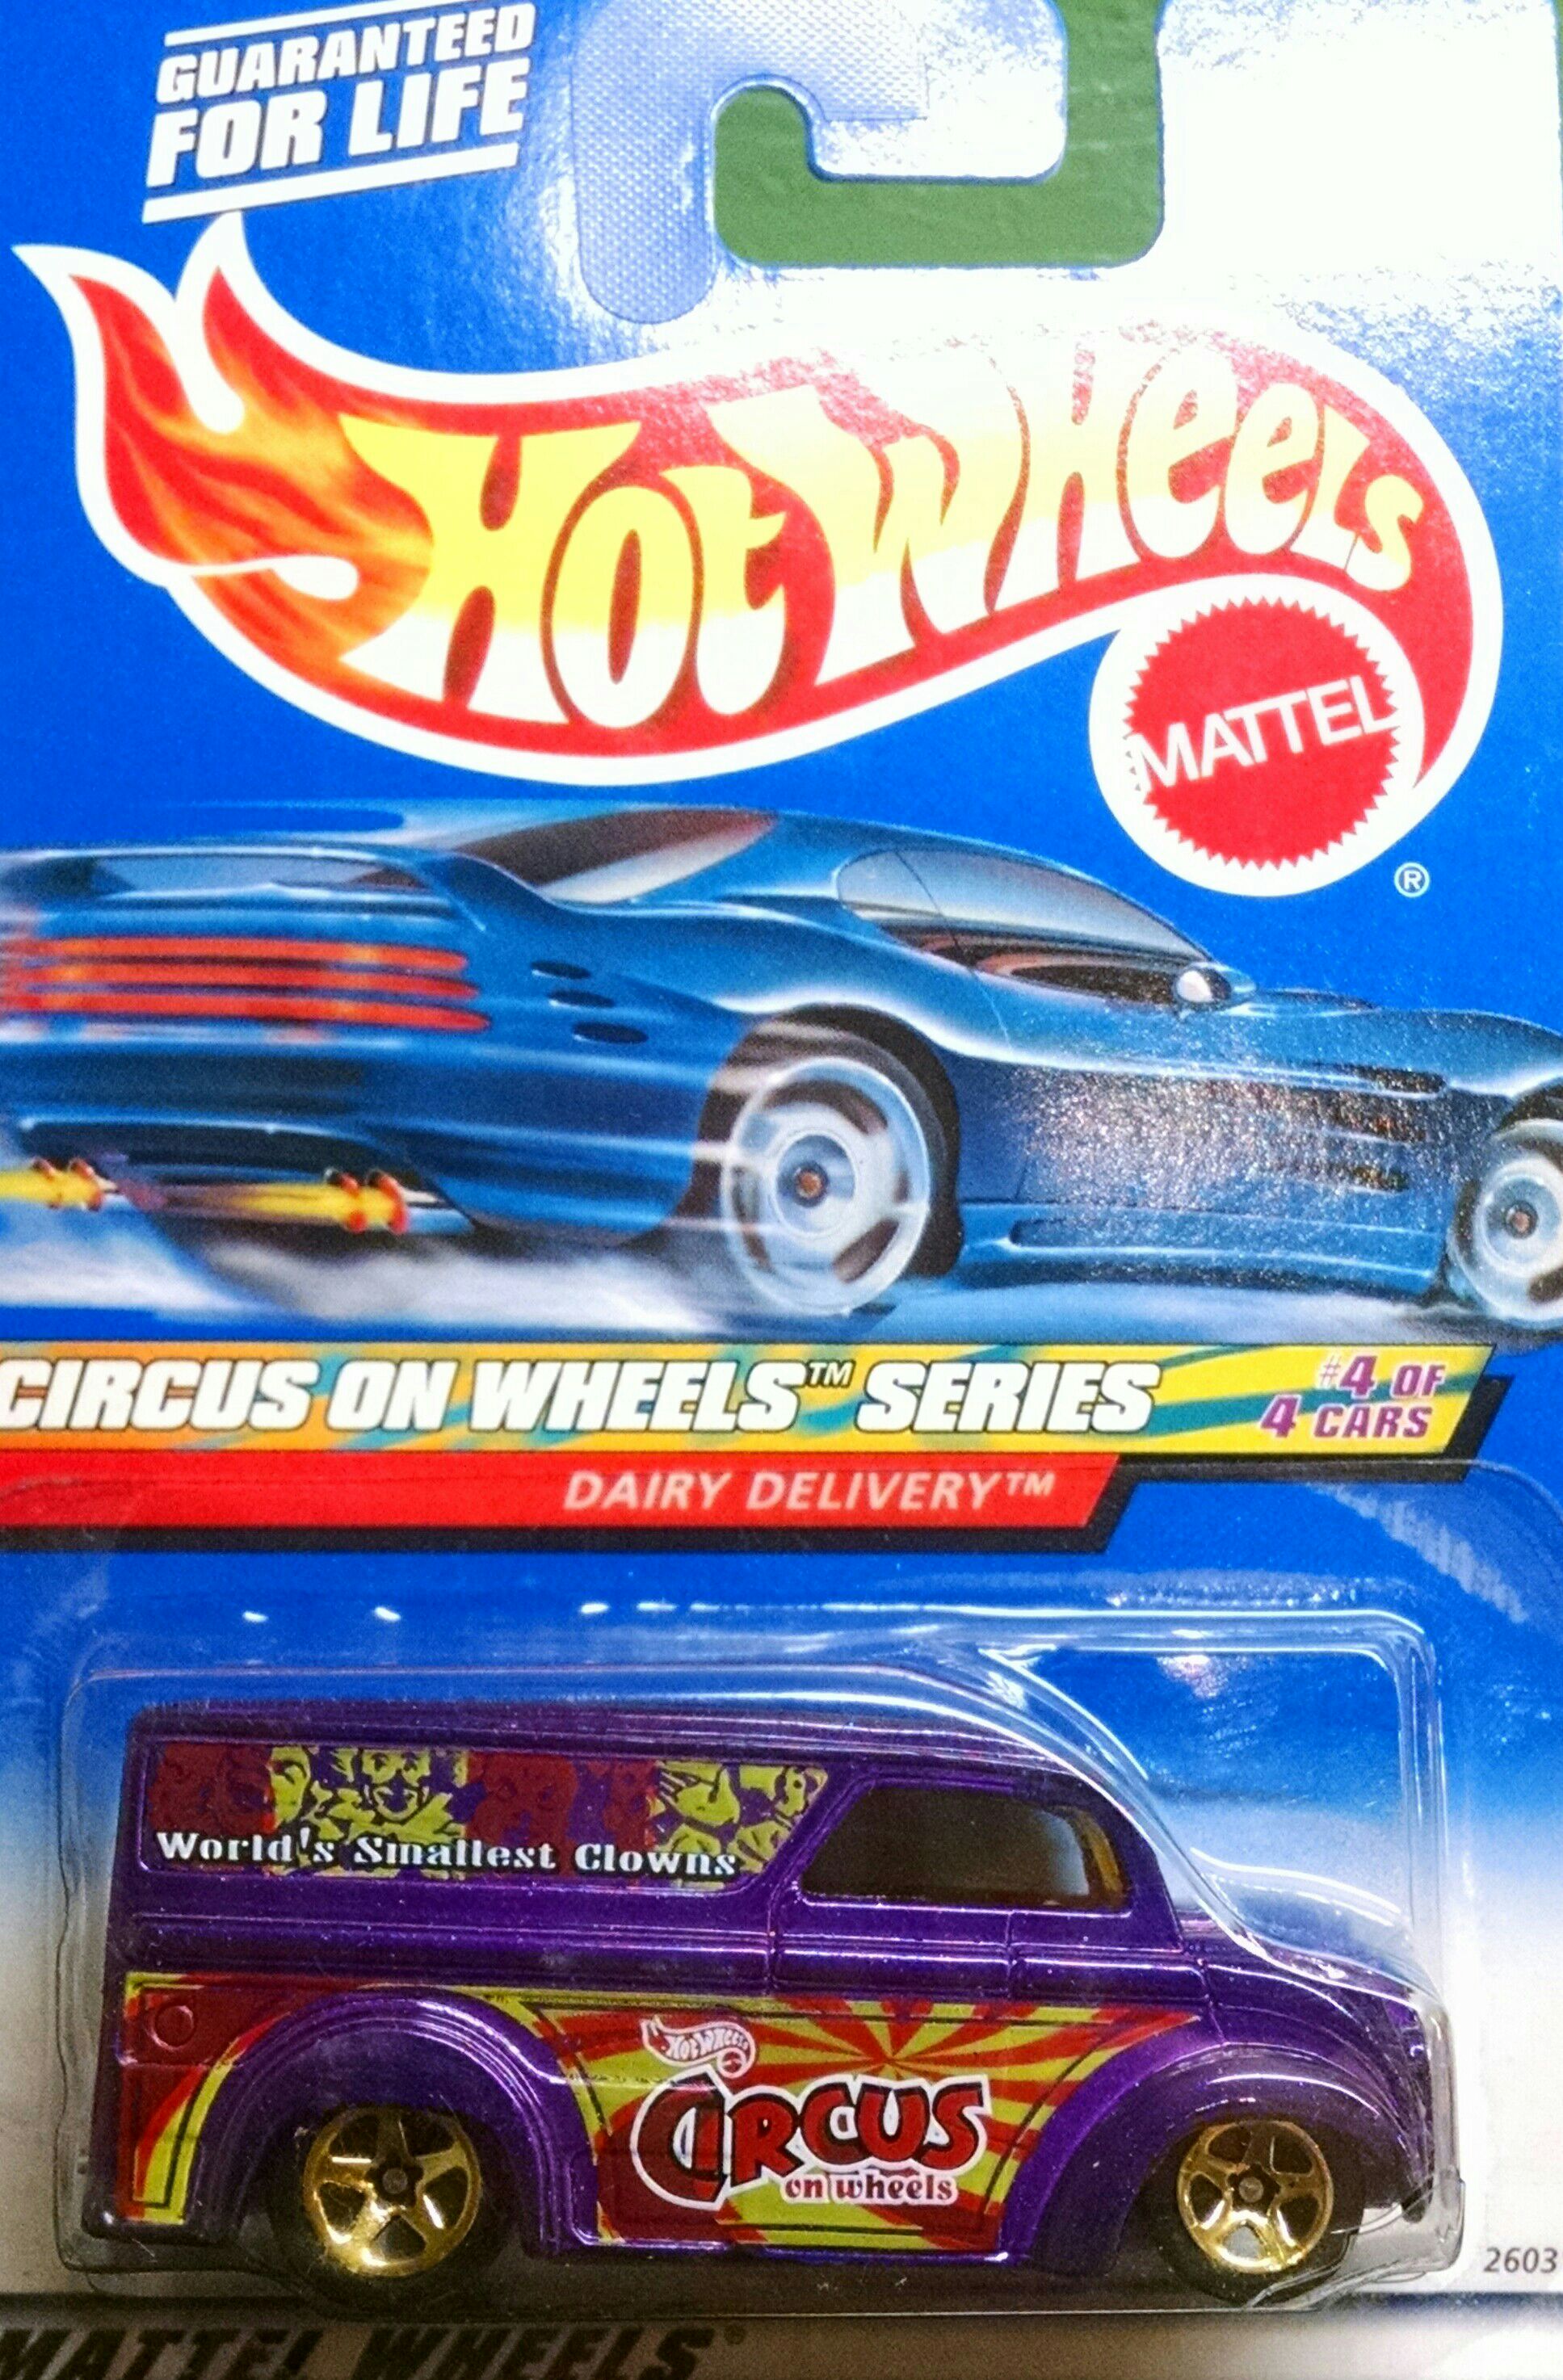 GUARANTEED
FOR LIFE
Hot Wheels
MATTEL
®
CIRCUS ON WHEELS™ SERIES
#4 OF
4 CARS
DAIRY DELIVERY™
World's Smallest Clowns
Hot Wheels
CIRCUS
on wheels
2603
MATTEL WHEELS®